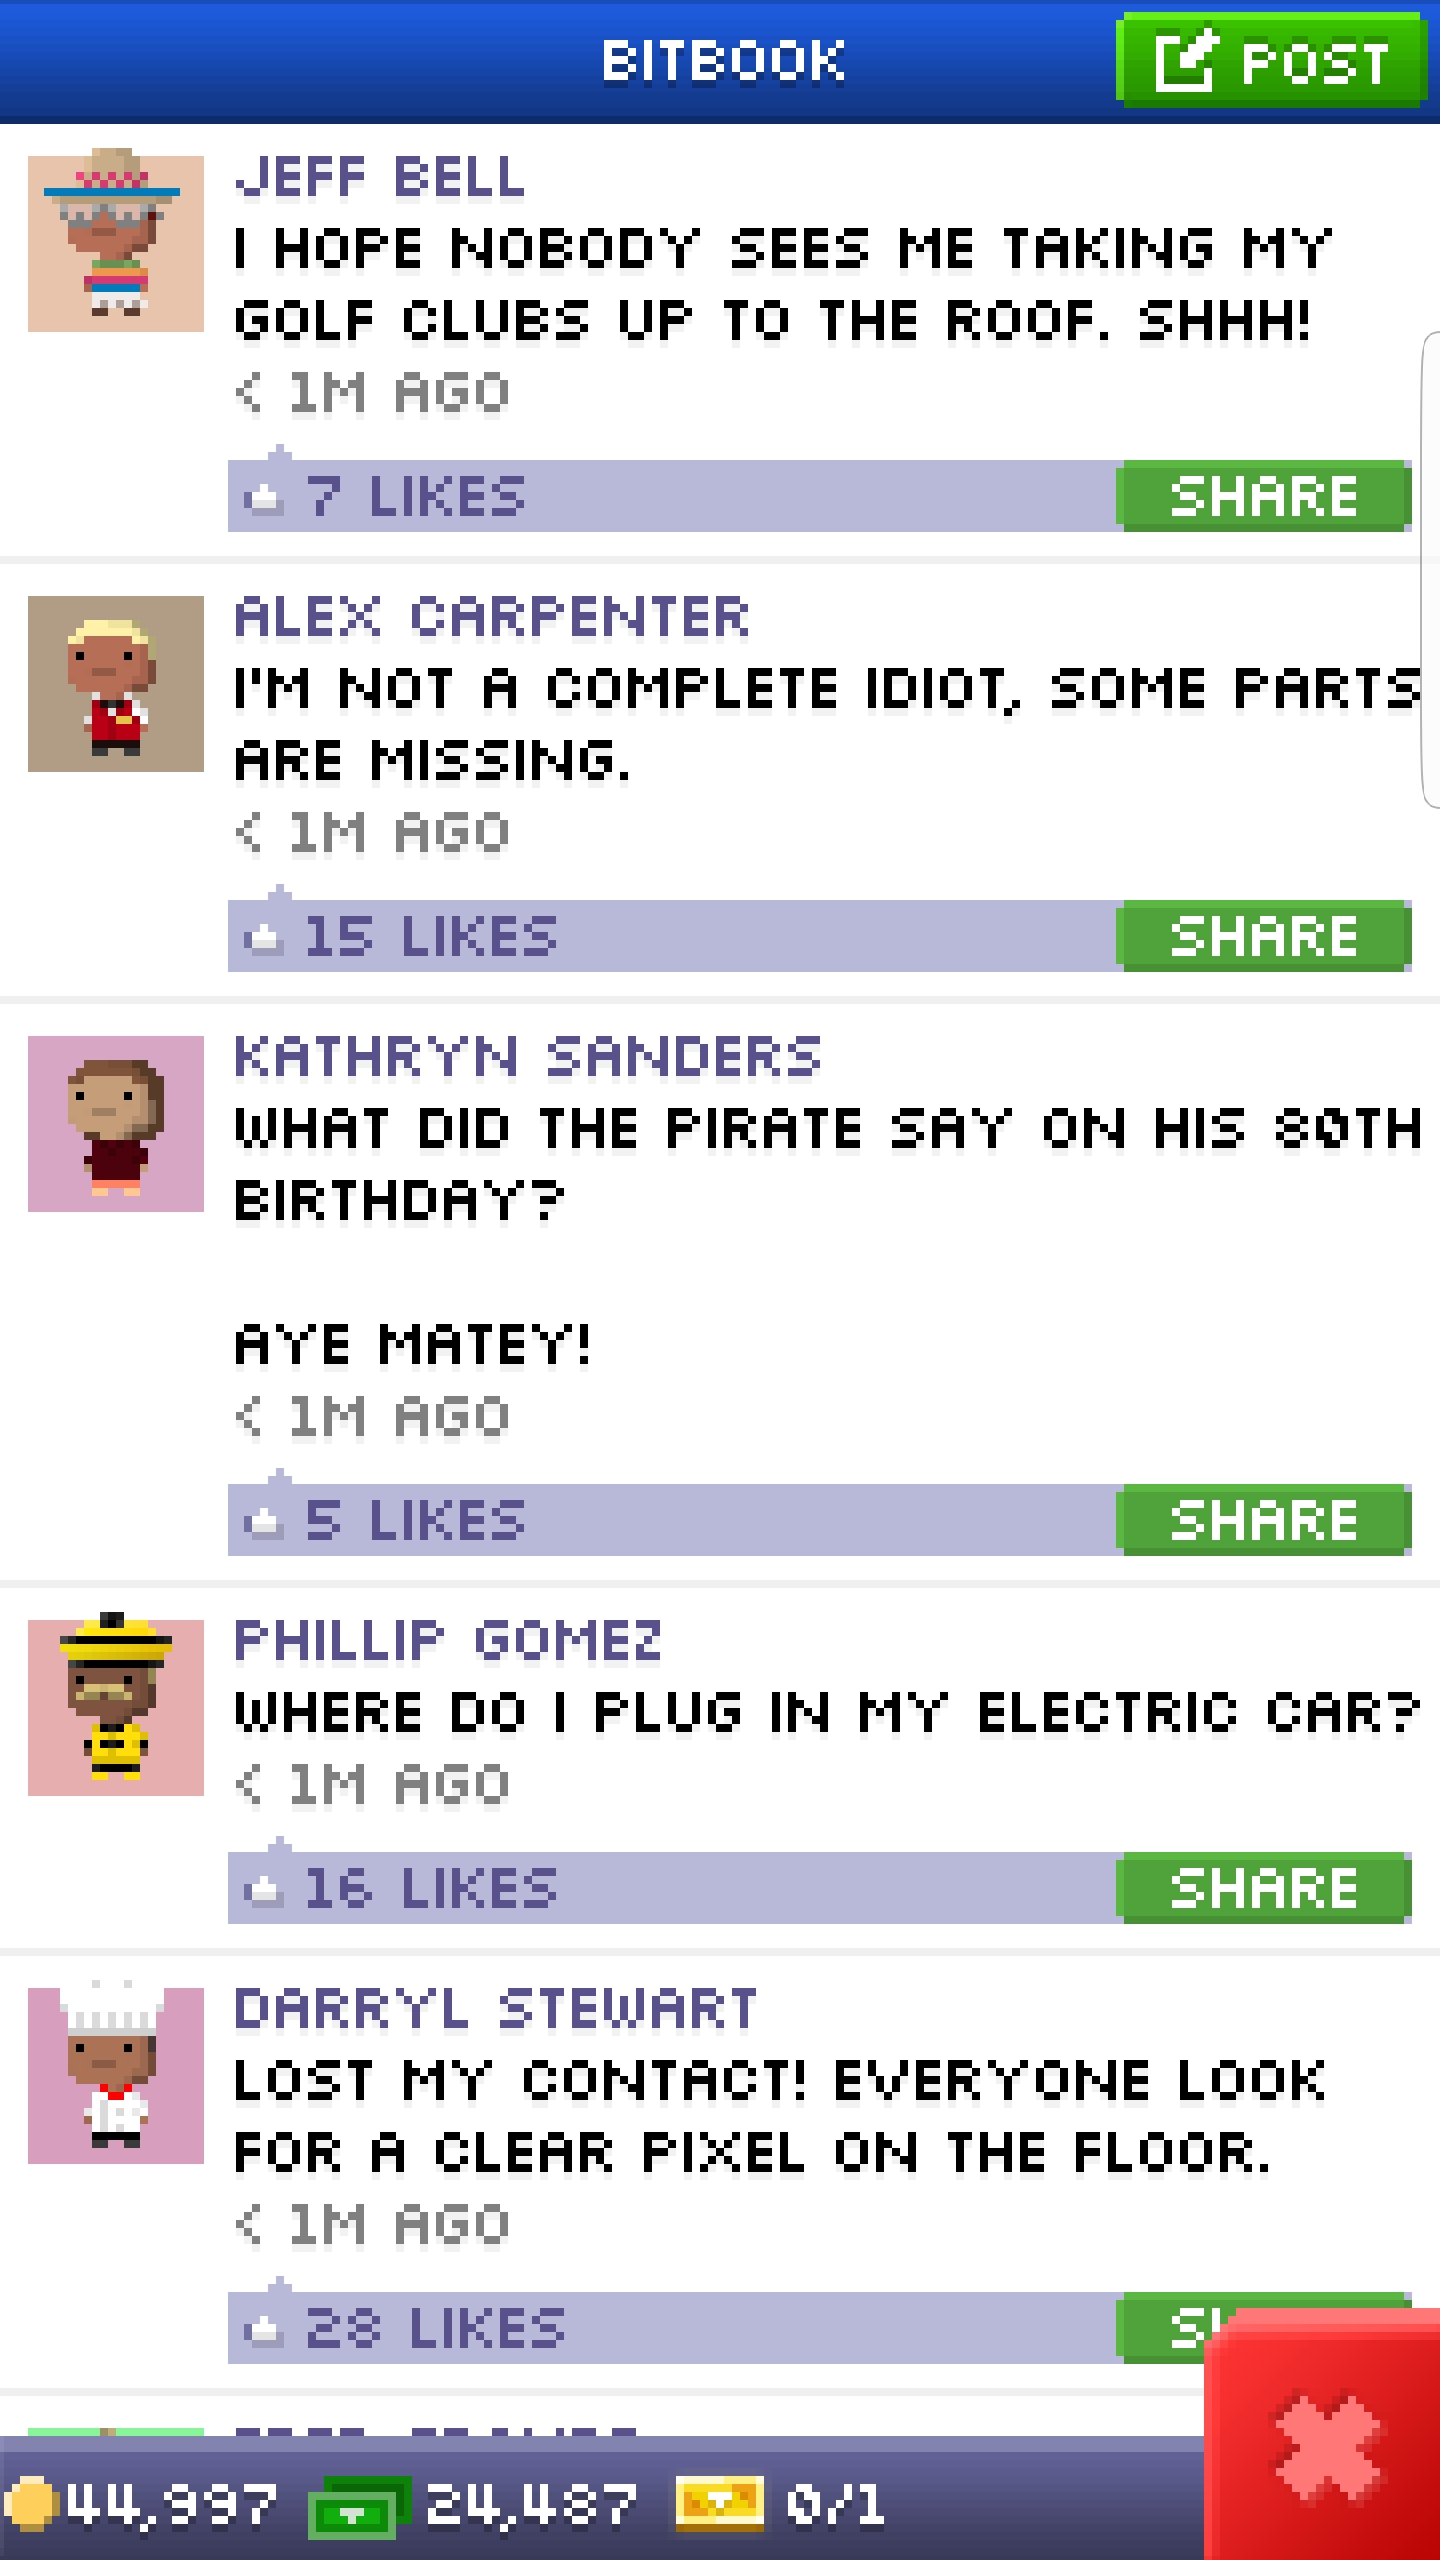 BITBOOK
POST
JEFF BELL
I HOPE NOBODY SEES ME TAKING MY
GOLF CLUBS UP TO THE ROOF. SHHH!
< 1M AGO
7 LIKES
SHARE
ALEX CARPENTER
I'M NOT A COMPLETE IDIOT, SOME PARTS
ARE MISSING.
< 1M AGO
15 LIKES
SHARE
KATHRYN SANDERS
WHAT DID THE PIRATE SAY ON HIS 80TH
BIRTHDAY?
AYE MATEY!
< 1M AGO
5 LIKES
SHARE
PHILLIP GOMEZ
WHERE DO I PLUG IN MY ELECTRIC CAR?
< 1M AGO
16 LIKES
SHARE
DARRYL STEWART
LOST MY CONTACT! EVERYONE LOOK
FOR A CLEAR PIXEL ON THE FLOOR.
< 1M AGO
28 LIKES
44,997
24,487
0/1